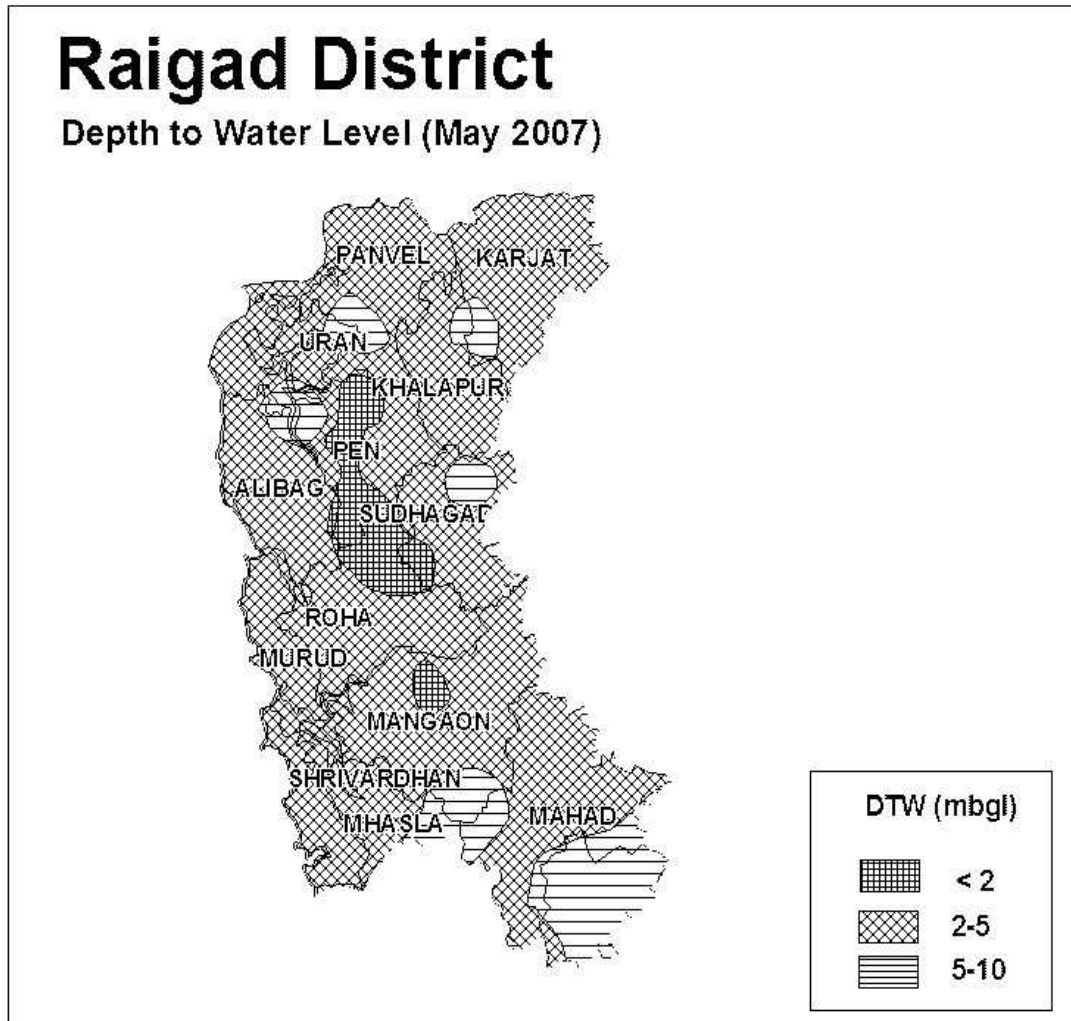 Raigad District
Depth to Water Level (May 2007)
PANVEL
KARJAT
URAN
KHALAPUR
PEN
ALIBAG
SUDHAGAD
ROHA
MURUD
MANGAON
SHRIVARDHAN
MHASLA
MAHAD
DTW (mbgl)
< 2
2-5
5-10